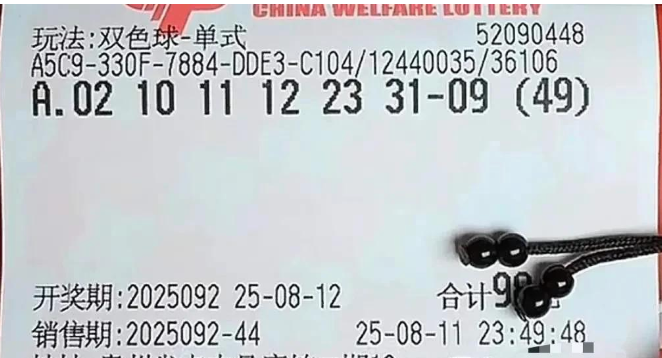 CHINA WELFARE LOTTERY
玩法:双色球-单式 52090448
A5C9-330F-7884-DDE3-C104/12440035/36106
A.02 10 11 12 23 31-09 (49)
开奖期:2025092 25-08-12 合计98
销售期:2025092-44 25-08-11 23:49:48